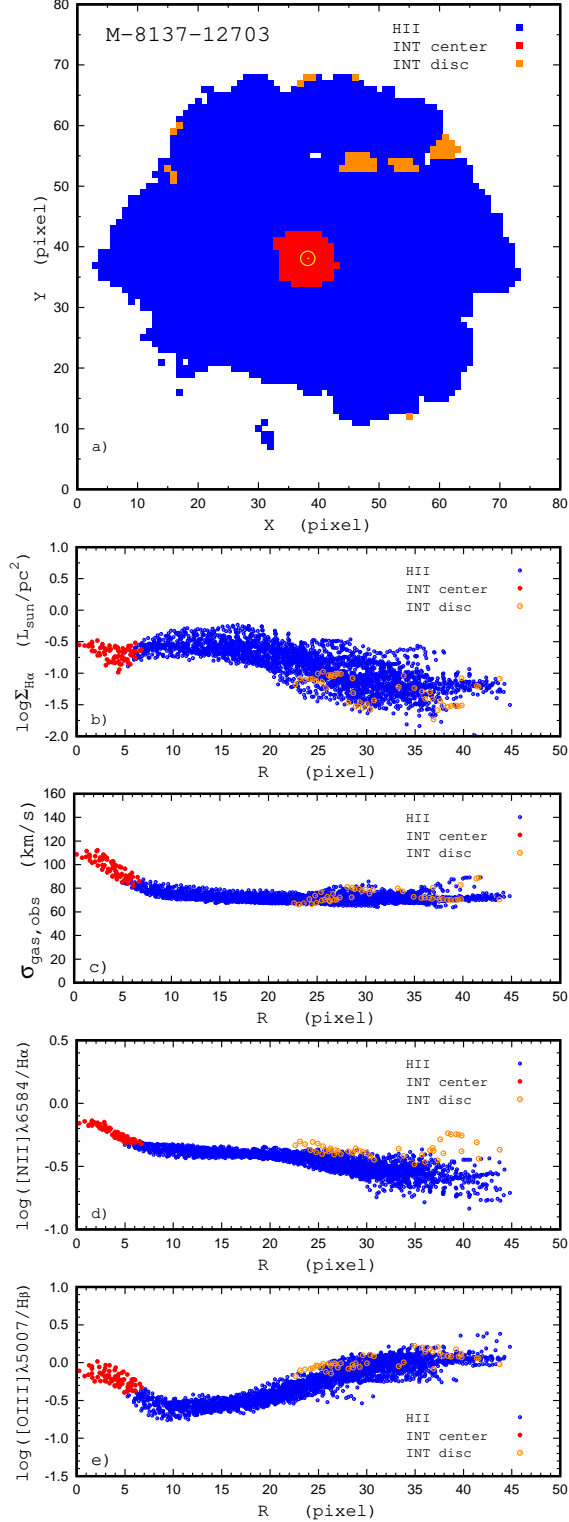 M−8137−12703
HII
INT center
INT disc
80
70
60
50
40
30
20
10
0
Y (pixel)
a)
0 10 20 30 40 50 60 70 80
X (pixel)
1.0
0.5
0.0
-0.5
-1.0
-1.5
-2.0
logΣHα (Lsun/pc2)
HII
INT center
INT disc
b)
0 5 10 15 20 25 30 35 40 45 50
R (pixel)
160
140
120
100
80
60
40
20
0
σgas,obs (km/s)
HII
INT center
INT disc
c)
0 5 10 15 20 25 30 35 40 45 50
R (pixel)
0.5
0.0
-0.5
-1.0
log([NII]λ6584/Hα)
HII
INT center
INT disc
d)
0 5 10 15 20 25 30 35 40 45 50
R (pixel)
1.0
0.5
0.0
-0.5
-1.0
-1.5
log([OIII]λ5007/Hβ)
HII
INT center
INT disc
e)
0 5 10 15 20 25 30 35 40 45 50
R (pixel)